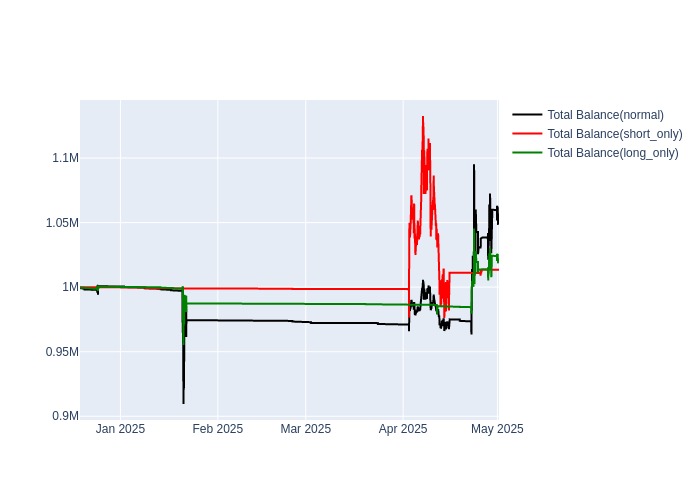 Total Balance(normal)
Total Balance(short_only)
Total Balance(long_only)
1.1M
1.05M
1M
0.95M
0.9M
Jan 2025
Feb 2025
Mar 2025
Apr 2025
May 2025